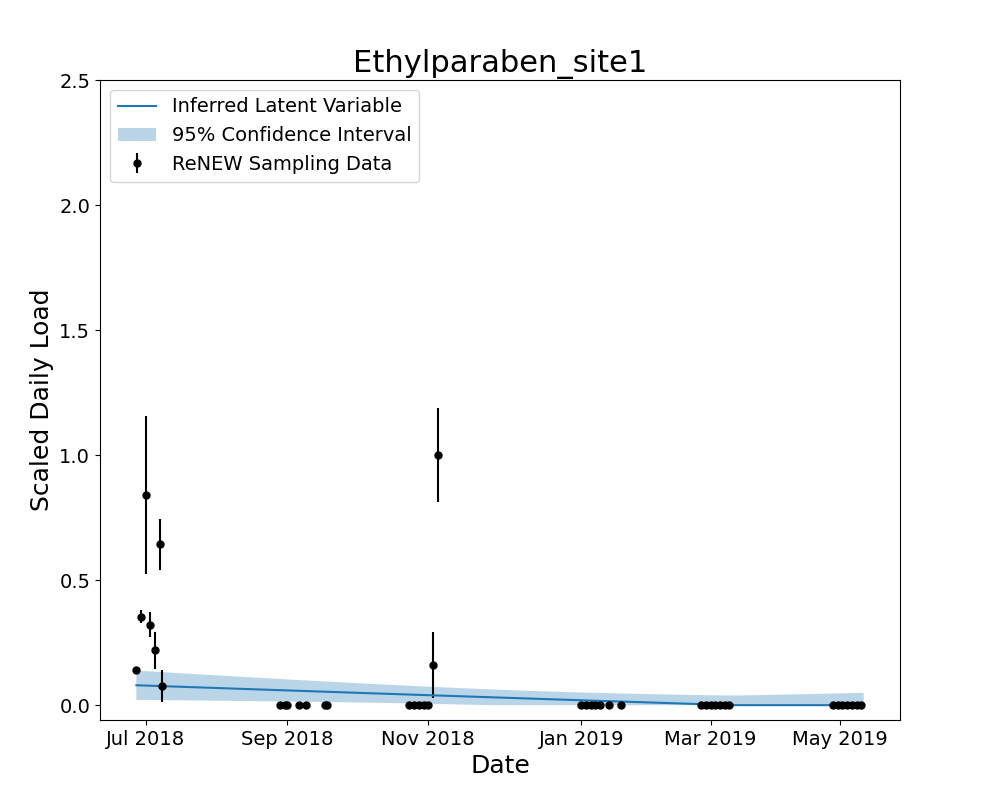 Ethylparaben_site1
Inferred Latent Variable
95% Confidence Interval
ReNEW Sampling Data
Scaled Daily Load
2.5
2.0
1.5
1.0
0.5
0.0
Jul 2018
Sep 2018
Nov 2018
Jan 2019
Mar 2019
May 2019
Date